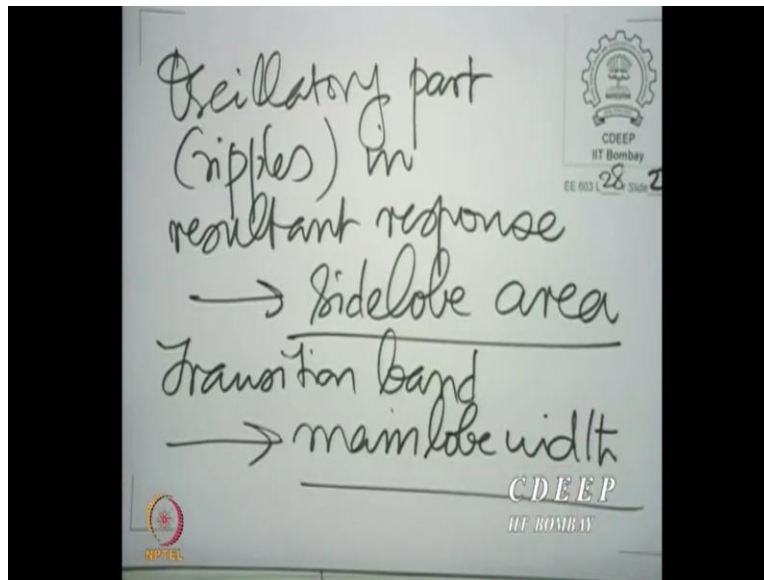 Oscillatory part
(ripples) in
resultant response
→ Sidelobe area
Transition band
→ mainlobe width
CDEEP
IIT Bombay
EE 603 L 28 / Slide 2
CDEEP
IIT BOMBAY
NPTEL